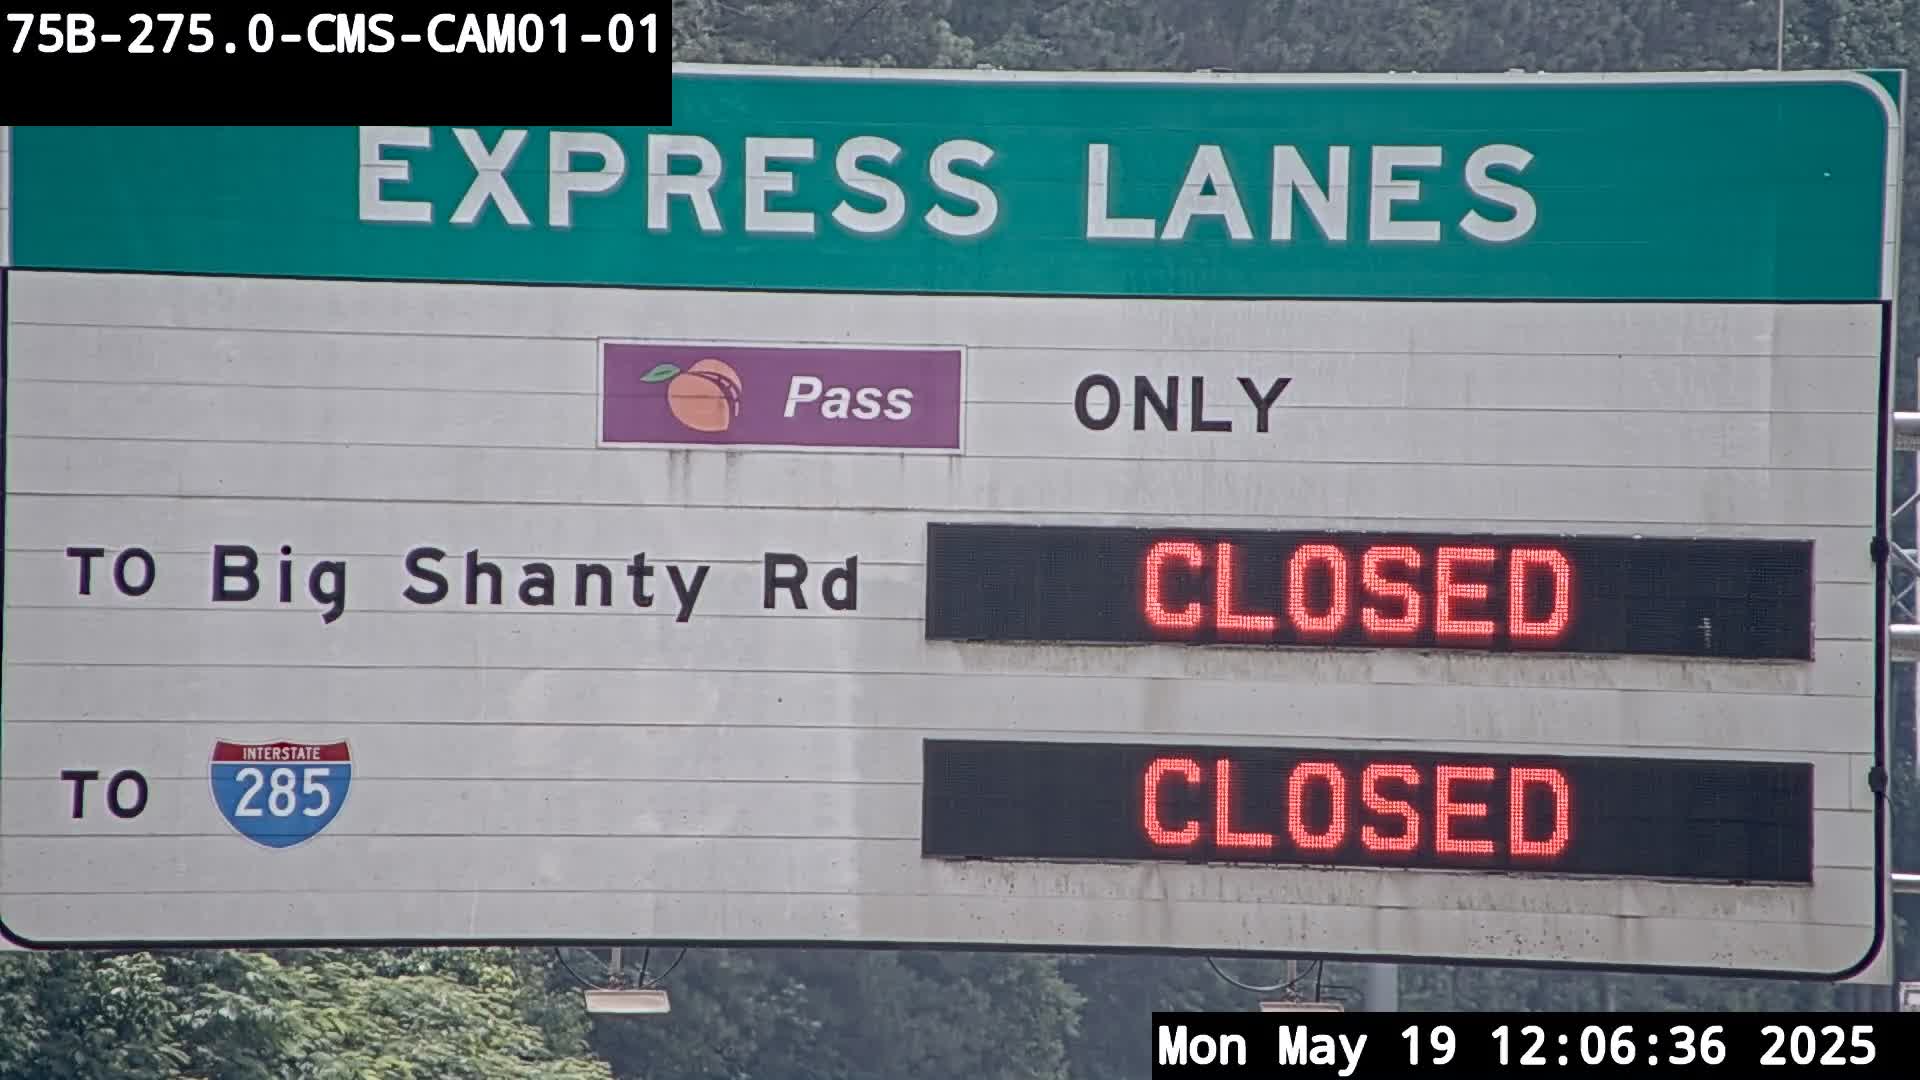 75B-275.0-CMS-CAM01-01
EXPRESS LANES
Pass ONLY
TO Big Shanty Rd CLOSED
TO INTERSTATE 285 CLOSED
Mon May 19 12:06:36 2025